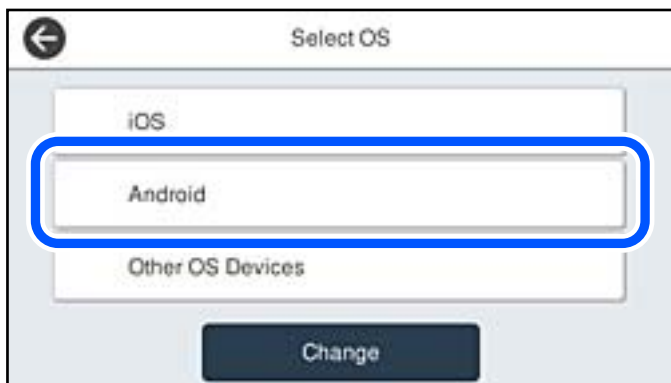 Select OS
iOS
Android
Other OS Devices
Change